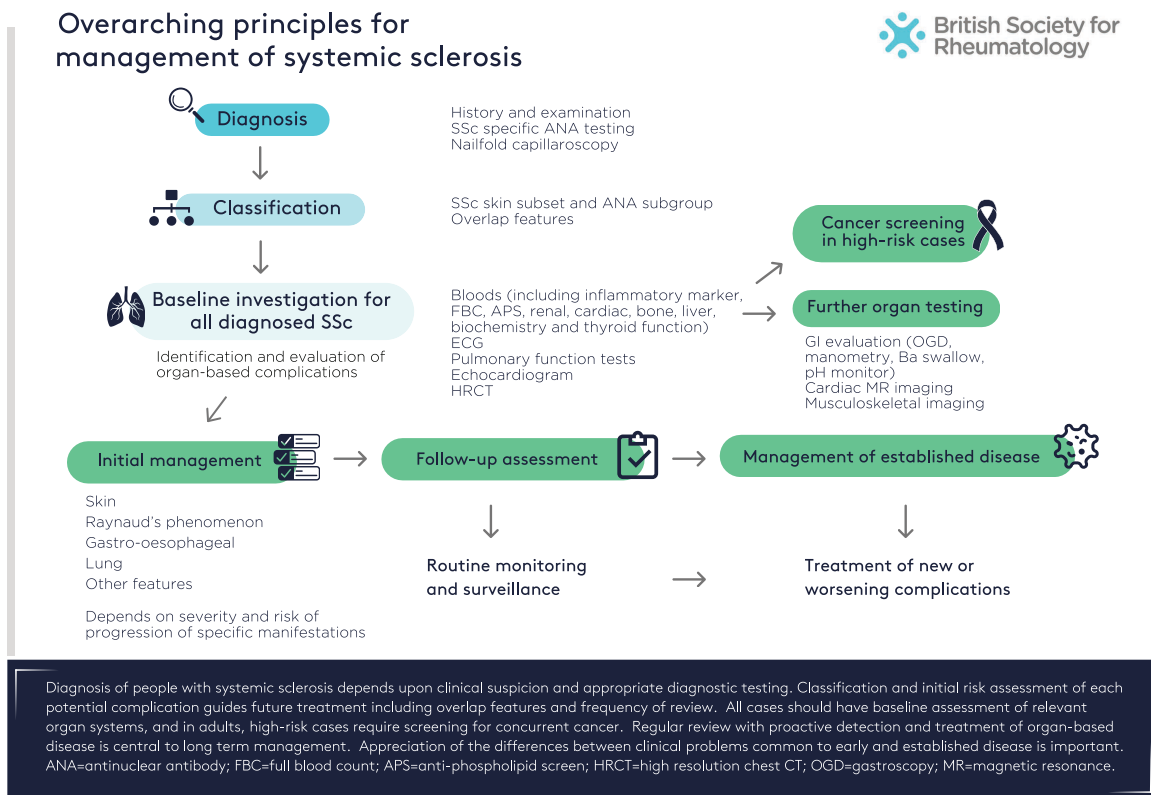 Overarching principles for
management of systemic sclerosis
British Society for
Rheumatology
Diagnosis
History and examination
SSc specific ANA testing
Nailfold capillaroscopy
Classification
SSc skin subset and ANA subgroup
Overlap features
Cancer screening
in high-risk cases
Baseline investigation for
all diagnosed SSc
Identification and evaluation of
organ-based complications
Bloods (including inflammatory marker,
FBC, APS, renal, cardiac, bone, liver,
biochemistry and thyroid function)
ECG
Pulmonary function tests
Echocardiogram
HRCT
Further organ testing
GI evaluation (OGD,
manometry, Ba swallow,
pH monitor)
Cardiac MR imaging
Musculoskeletal imaging
Initial management
Skin
Raynaud's phenomenon
Gastro-oesophageal
Lung
Other features
Depends on severity and risk of
progression of specific manifestations
Follow-up assessment
Routine monitoring
and surveillance
Management of established disease
Treatment of new or
worsening complications
Diagnosis of people with systemic sclerosis depends upon clinical suspicion and appropriate diagnostic testing. Classification and initial risk assessment of each
potential complication guides future treatment including overlap features and frequency of review. All cases should have baseline assessment of relevant
organ systems, and in adults, high-risk cases require screening for concurrent cancer. Regular review with proactive detection and treatment of organ-based
disease is central to long term management. Appreciation of the differences between clinical problems common to early and established disease is important.
ANA=antinuclear antibody; FBC=full blood count; APS=anti-phospholipid screen; HRCT=high resolution chest CT; OGD=gastroscopy; MR=magnetic resonance.